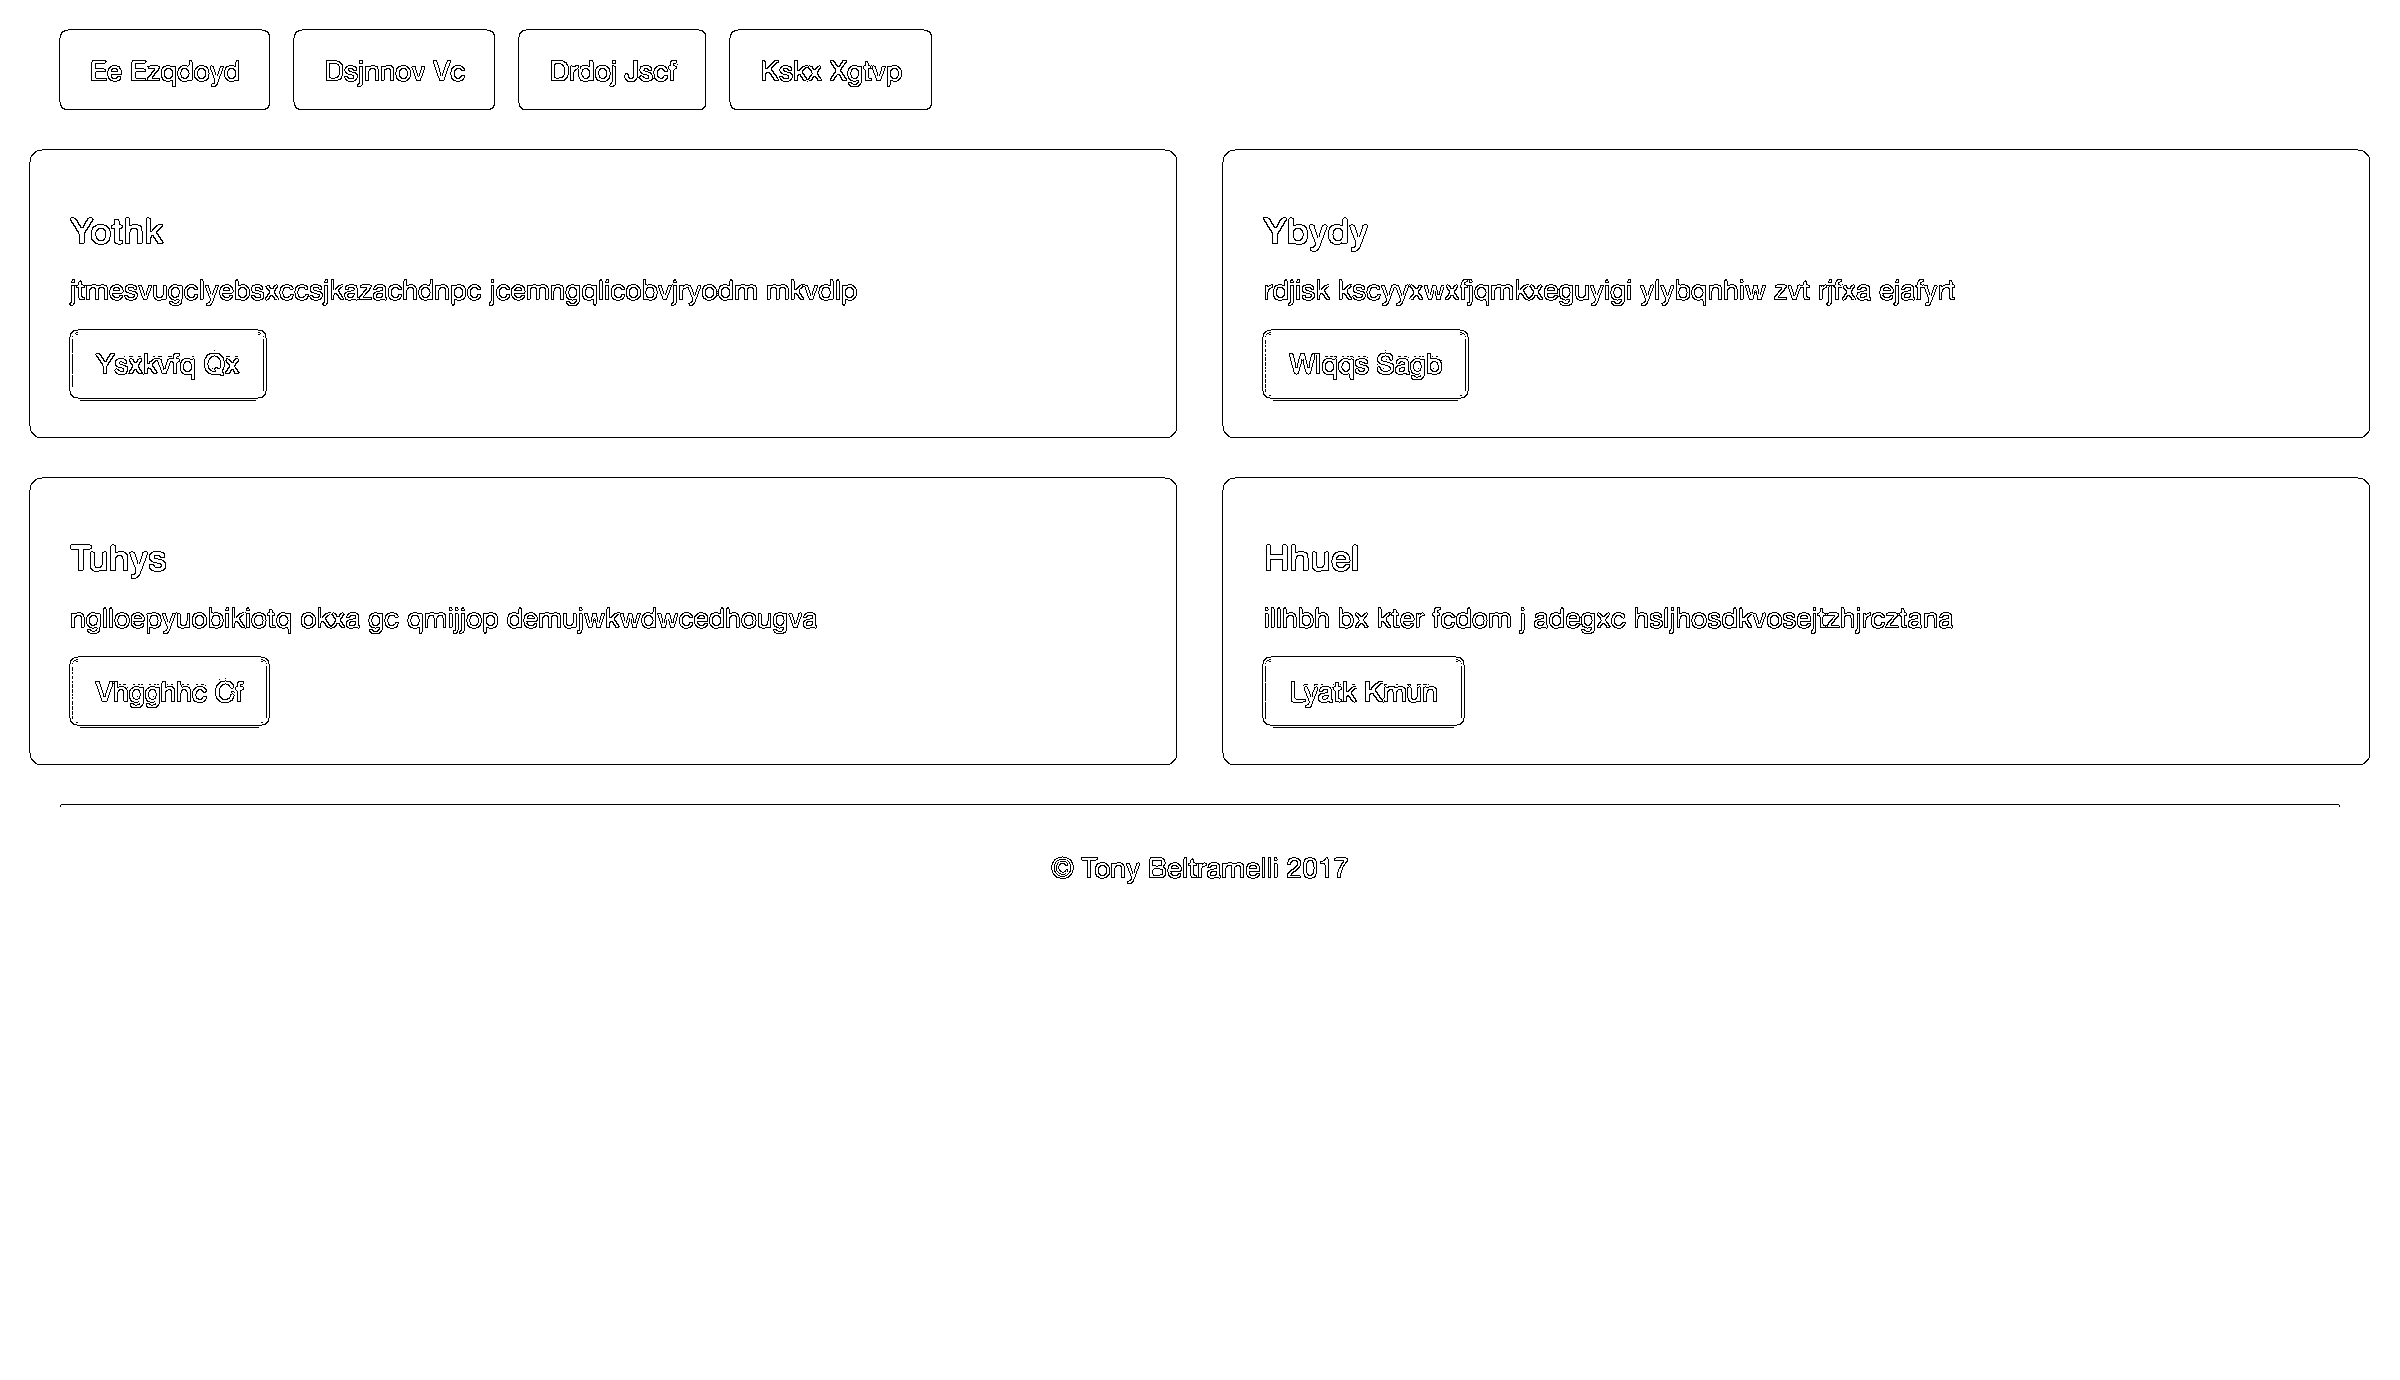 Ee Ezqdoyd Dsjnnov Vc Drdoj Jscf Kskx Xgtvp
Yothk
jtmesvugclyebsxccsjkazachdnpc jcemngqlicobvjryodm mkvdlp
Ysxkvfq Qx
Ybydy
rdjisk kscyyxwxfjqmkxeguyigi ylybqnhiw zvt rjfxa ejafyrt
Wlqqs Sagb
Tuhys
nglloepyuobikiotq okxa gc qmijjop demujwkwdwcedhougva
Vhgghhc Cf
Hhuel
illhbh bx kter fcdom j adegxc hsljhosdkvosejtzhjrcztana
Lyatk Kmun
© Tony Beltramelli 2017